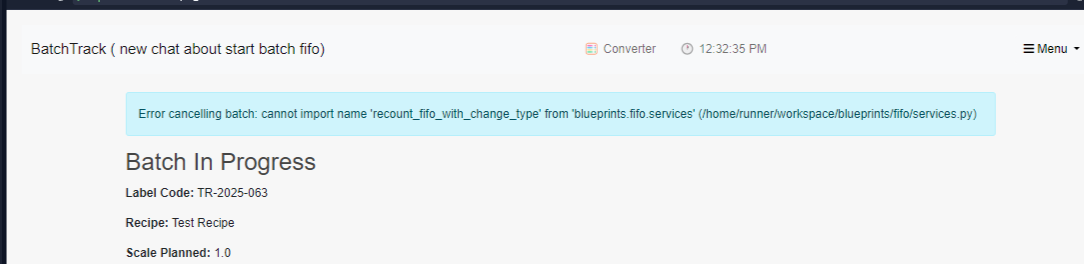 BatchTrack ( new chat about start batch fifo)
Converter
12:32:35 PM
Menu
Error cancelling batch: cannot import name 'recount_fifo_with_change_type' from 'blueprints.fifo.services' (/home/runner/workspace/blueprints/fifo/services.py)
Batch In Progress
Label Code: TR-2025-063
Recipe: Test Recipe
Scale Planned: 1.0